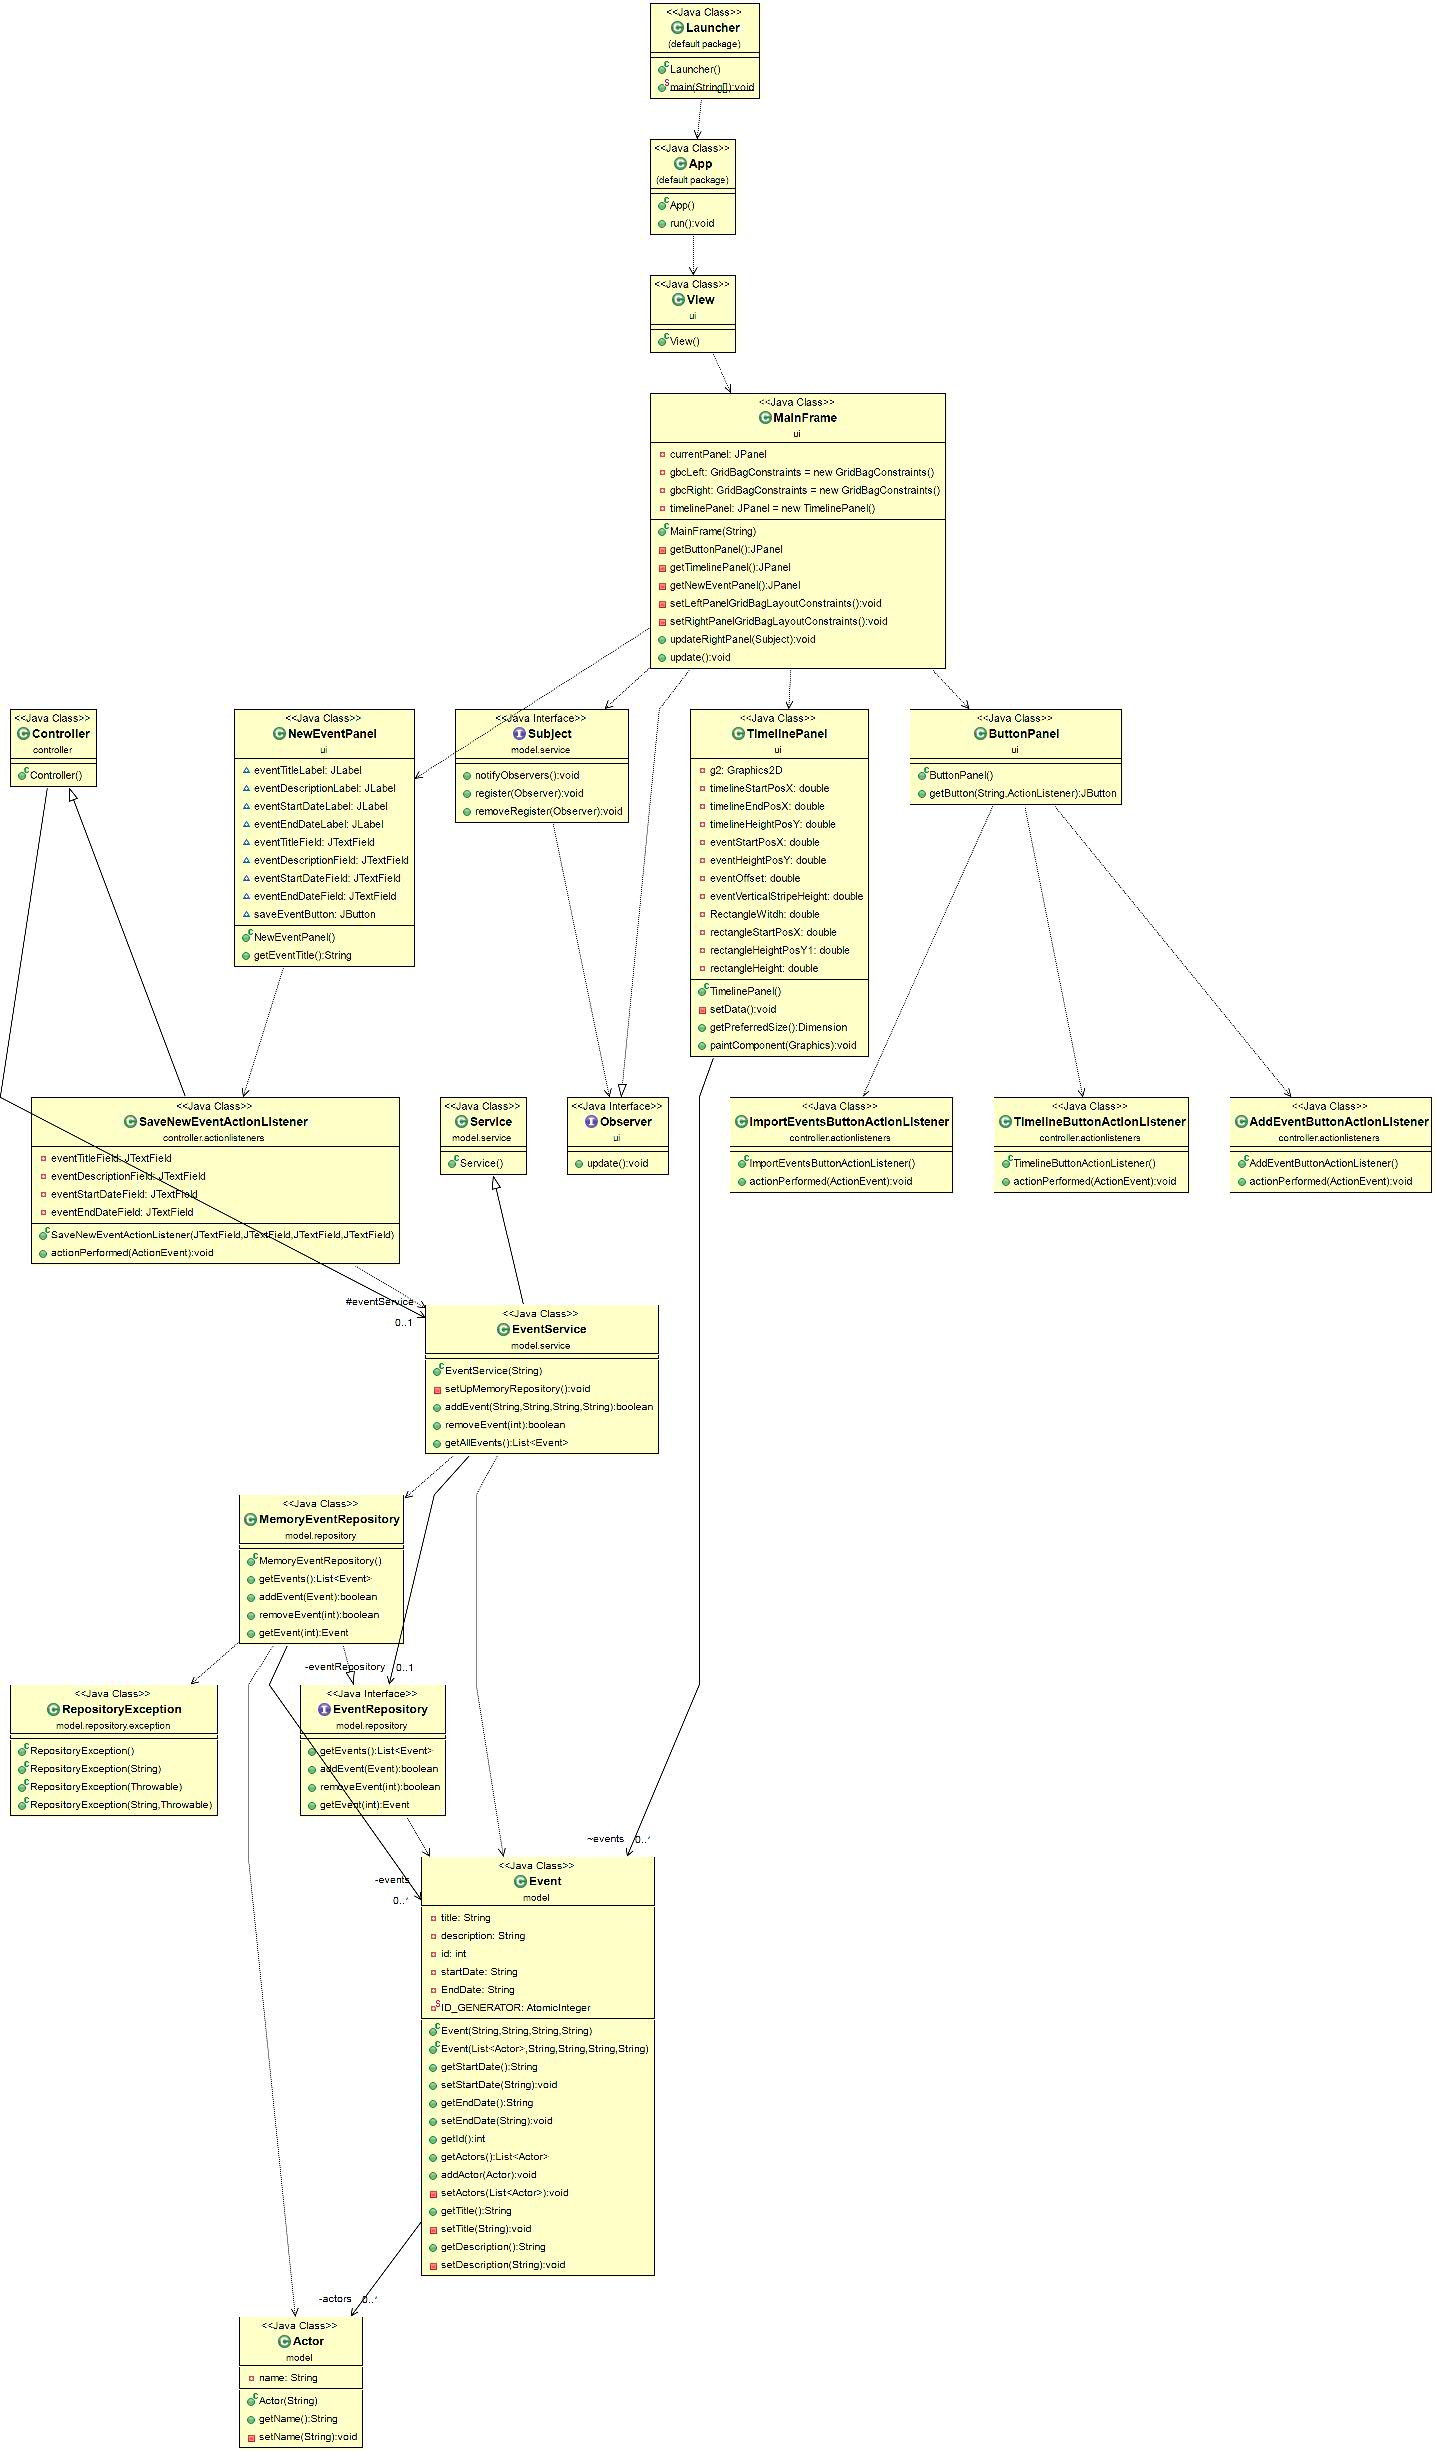 <<Java Class>>
Launcher
(default package)
Launcher()
main(String[]):void
<<Java Class>>
App
(default package)
App()
run():void
<<Java Class>>
View
ui
View()
<<Java Class>>
MainFrame
ui
currentPanel: JPanel
gbcLeft: GridBagConstraints = new GridBagConstraints()
gbcRight: GridBagConstraints = new GridBagConstraints()
timelinePanel: JPanel = new TimelinePanel()
MainFrame(String)
getButtonPanel():JPanel
getTimelinePanel():JPanel
getNewEventPanel():JPanel
setLeftPanelGridBagLayoutConstraints():void
setRightPanelGridBagLayoutConstraints():void
updateRightPanel(Subject):void
update():void
<<Java Class>>
Controller
controller
Controller()
<<Java Class>>
NewEventPanel
ui
eventTitleLabel: JLabel
eventDescriptionLabel: JLabel
eventStartDateLabel: JLabel
eventEndDateLabel: JLabel
eventTitleField: JTextField
eventDescriptionField: JTextField
eventStartDateField: JTextField
eventEndDateField: JTextField
saveEventButton: JButton
NewEventPanel()
getEventTitle():String
<<Java Interface>>
Subject
model.service
notifyObservers():void
register(Observer):void
removeRegister(Observer):void
<<Java Class>>
TimelinePanel
ui
g2: Graphics2D
timelineStartPosX: double
timelineEndPosX: double
timelineHeightPosY: double
eventStartPosX: double
eventHeightPosY: double
eventOffset: double
eventVerticalStripeHeight: double
RectangleWitdh: double
rectangleStartPosX: double
rectangleHeightPosY1: double
rectangleHeight: double
TimelinePanel()
setData():void
getPreferredSize():Dimension
paintComponent(Graphics):void
<<Java Class>>
ButtonPanel
ui
ButtonPanel()
getButton(String,ActionListener):JButton
<<Java Class>>
SaveNewEventActionListener
controller.actionlisteners
eventTitleField: JTextField
eventDescriptionField: JTextField
eventStartDateField: JTextField
eventEndDateField: JTextField
SaveNewEventActionListener(JTextField,JTextField,JTextField,JTextField)
actionPerformed(ActionEvent):void
<<Java Class>>
Service
model.service
Service()
<<Java Interface>>
Observer
ui
update():void
<<Java Class>>
ImportEventsButtonActionListener
controller.actionlisteners
ImportEventsButtonActionListener()
actionPerformed(ActionEvent):void
<<Java Class>>
TimelineButtonActionListener
controller.actionlisteners
TimelineButtonActionListener()
actionPerformed(ActionEvent):void
<<Java Class>>
AddEventButtonActionListener
controller.actionlisteners
AddEventButtonActionListener()
actionPerformed(ActionEvent):void
#eventService
0..1
<<Java Class>>
EventService
model.service
EventService(String)
setUpMemoryRepository():void
addEvent(String,String,String,String):boolean
removeEvent(int):boolean
getAllEvents():List<Event>
<<Java Class>>
MemoryEventRepository
model.repository
MemoryEventRepository()
getEvents():List<Event>
addEvent(Event):boolean
removeEvent(int):boolean
getEvent(int):Event
-eventRepository 0..1
<<Java Class>>
RepositoryException
model.repository.exception
RepositoryException()
RepositoryException(String)
RepositoryException(Throwable)
RepositoryException(String,Throwable)
<<Java Interface>>
EventRepository
model.repository
getEvents():List<Event>
addEvent(Event):boolean
removeEvent(int):boolean
getEvent(int):Event
~events 0..*
-events
0..*
<<Java Class>>
Event
model
title: String
description: String
id: int
startDate: String
EndDate: String
ID_GENERATOR: AtomicInteger
Event(String,String,String,String)
Event(List<Actor>,String,String,String,String)
getStartDate():String
setStartDate(String):void
getEndDate():String
setEndDate(String):void
getId():int
getActors():List<Actor>
addActor(Actor):void
setActors(List<Actor>):void
getTitle():String
setTitle(String):void
getDescription():String
setDescription(String):void
-actors 0..*
<<Java Class>>
Actor
model
name: String
Actor(String)
getName():String
setName(String):void